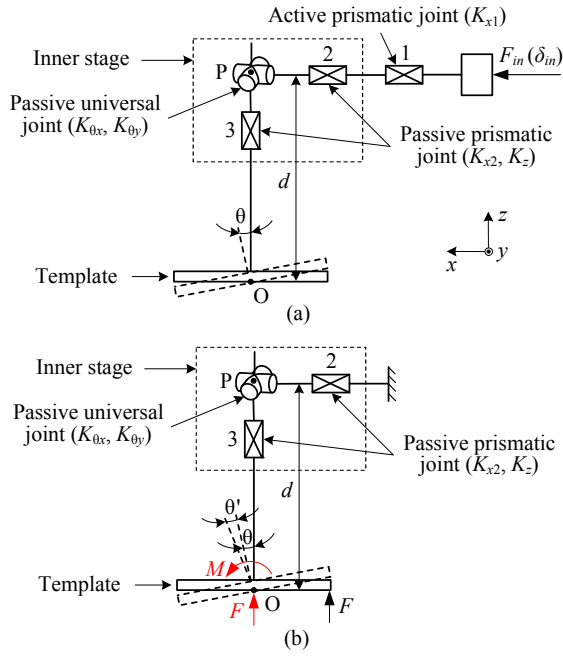 Active prismatic joint (Kx1)
Inner stage
P
2
1
Fin (δin)
Passive universal
joint (Kθx, Kθy)
3
Passive prismatic
joint (Kx2, Kz)
d
θ
z
x
y
Template
O
(a)
Inner stage
P
2
Passive universal
joint (Kθx, Kθy)
3
Passive prismatic
joint (Kx2, Kz)
d
θ'
θ
M
Template
F
O
F
(b)